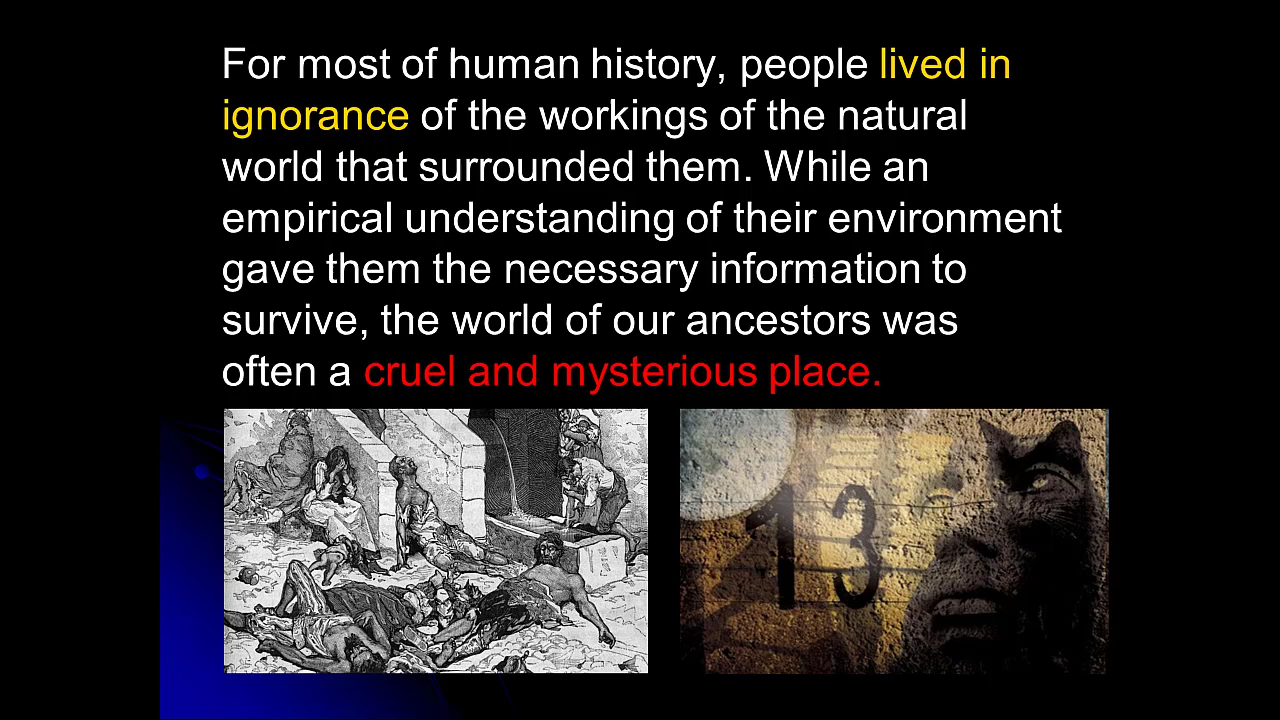 For most of human history, people lived in
ignorance of the workings of the natural
world that surrounded them. While an
empirical understanding of their environment
gave them the necessary information to
survive, the world of our ancestors was
often a cruel and mysterious place.
13